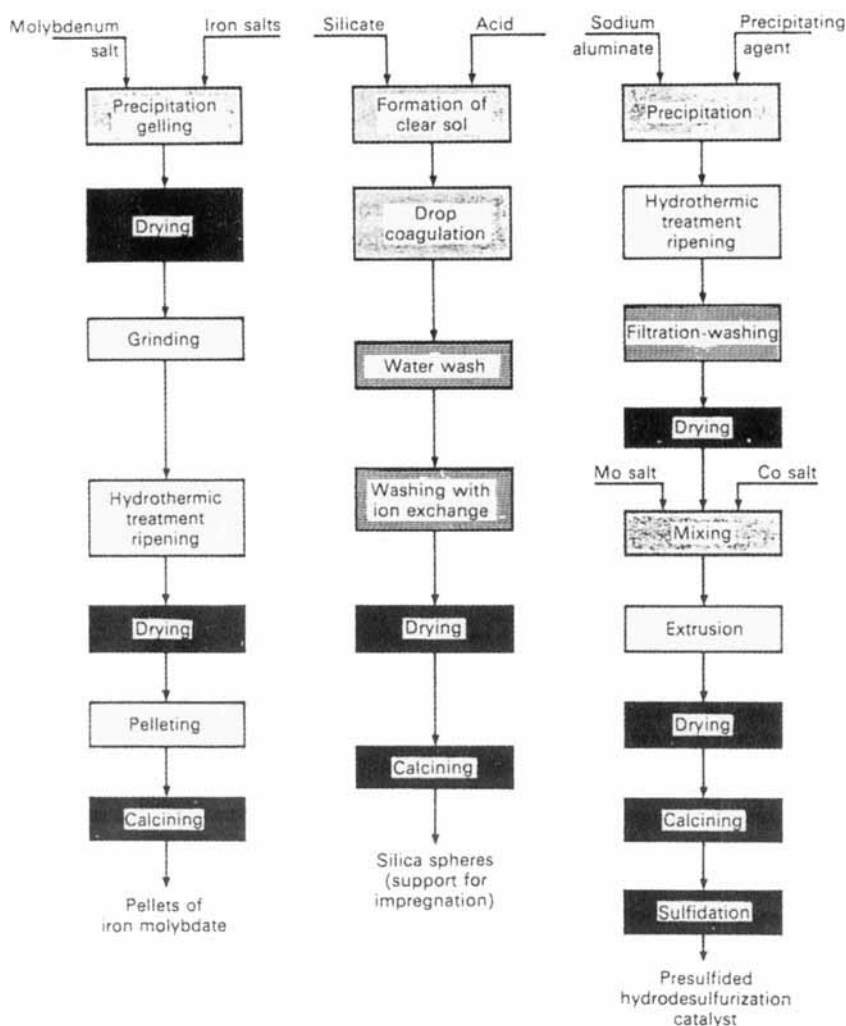 Molybdenum
salt
Iron salts
Precipitation
gelling
Drying
Grinding
Hydrothermic
treatment
ripening
Drying
Pelleting
Calcining
Pellets of
iron molybdate
Silicate
Acid
Formation of
clear sol
Drop
coagulation
Water wash
Washing with
ion exchange
Drying
Calcining
Silica spheres
(support for
impregnation)
Sodium
aluminate
Precipitating
agent
Precipitation
Hydrothermic
treatment
ripening
Filtration-washing
Drying
Mo salt
Co salt
Mixing
Extrusion
Drying
Calcining
Sulfidation
Presulfided
hydrodesulfurization
catalyst